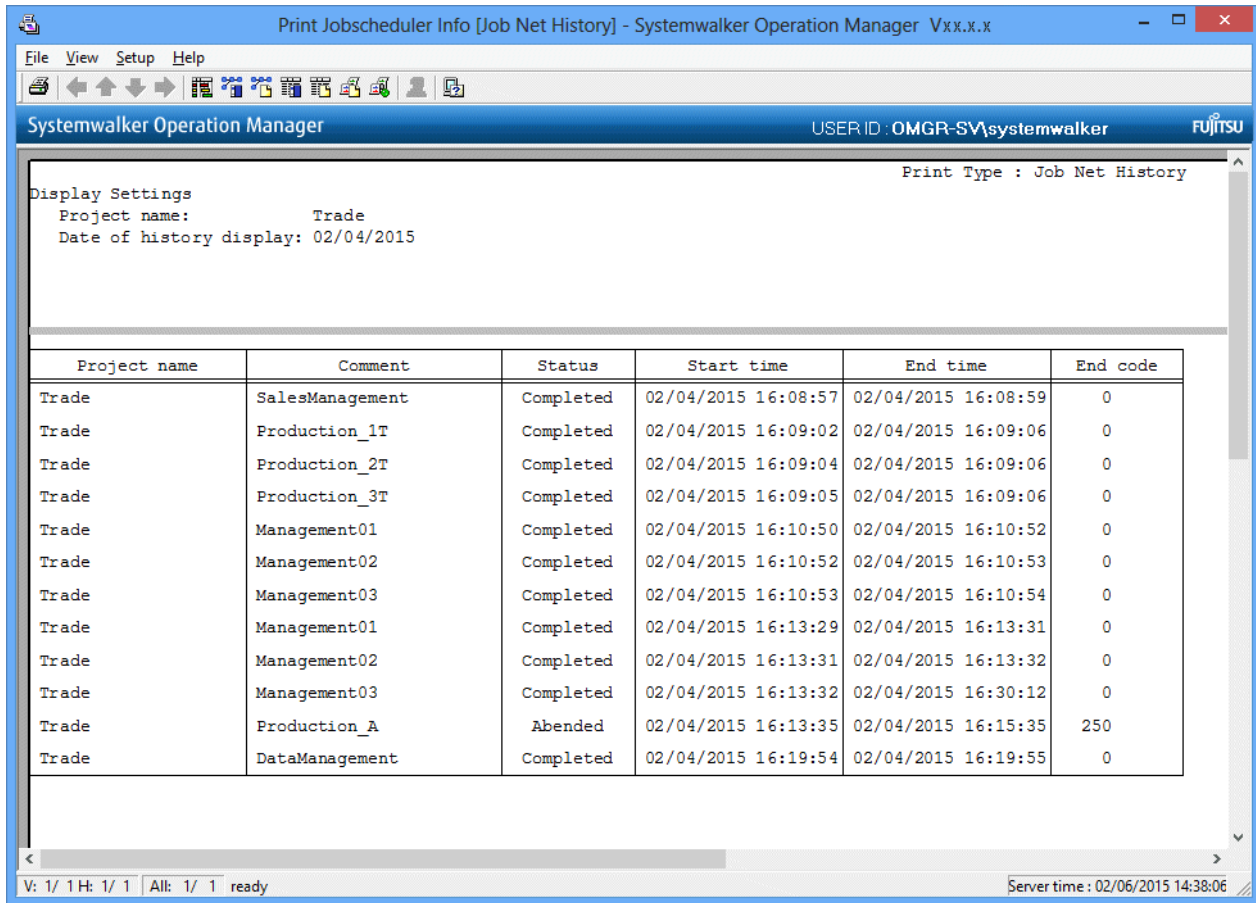 Print Jobscheduler Info [Job Net History] - Systemwalker Operation Manager Vxx.x.x
File View Setup Help
Systemwalker Operation Manager USER ID : OMGR-SV\systemwalker FUJITSU
Print Type : Job Net History
Display Settings
Project name: Trade
Date of history display: 02/04/2015
Project name Comment Status Start time End time End code
Trade SalesManagement Completed 02/04/2015 16:08:57 02/04/2015 16:08:59 0
Trade Production_1T Completed 02/04/2015 16:09:02 02/04/2015 16:09:06 0
Trade Production_2T Completed 02/04/2015 16:09:04 02/04/2015 16:09:06 0
Trade Production_3T Completed 02/04/2015 16:09:05 02/04/2015 16:09:06 0
Trade Management01 Completed 02/04/2015 16:10:50 02/04/2015 16:10:52 0
Trade Management02 Completed 02/04/2015 16:10:52 02/04/2015 16:10:53 0
Trade Management03 Completed 02/04/2015 16:10:53 02/04/2015 16:10:54 0
Trade Management01 Completed 02/04/2015 16:13:29 02/04/2015 16:13:31 0
Trade Management02 Completed 02/04/2015 16:13:31 02/04/2015 16:13:32 0
Trade Management03 Completed 02/04/2015 16:13:32 02/04/2015 16:30:12 0
Trade Production_A Abended 02/04/2015 16:13:35 02/04/2015 16:15:35 250
Trade DataManagement Completed 02/04/2015 16:19:54 02/04/2015 16:19:55 0
V: 1/ 1 H: 1/ 1 All: 1/ 1 ready Server time : 02/06/2015 14:38:06